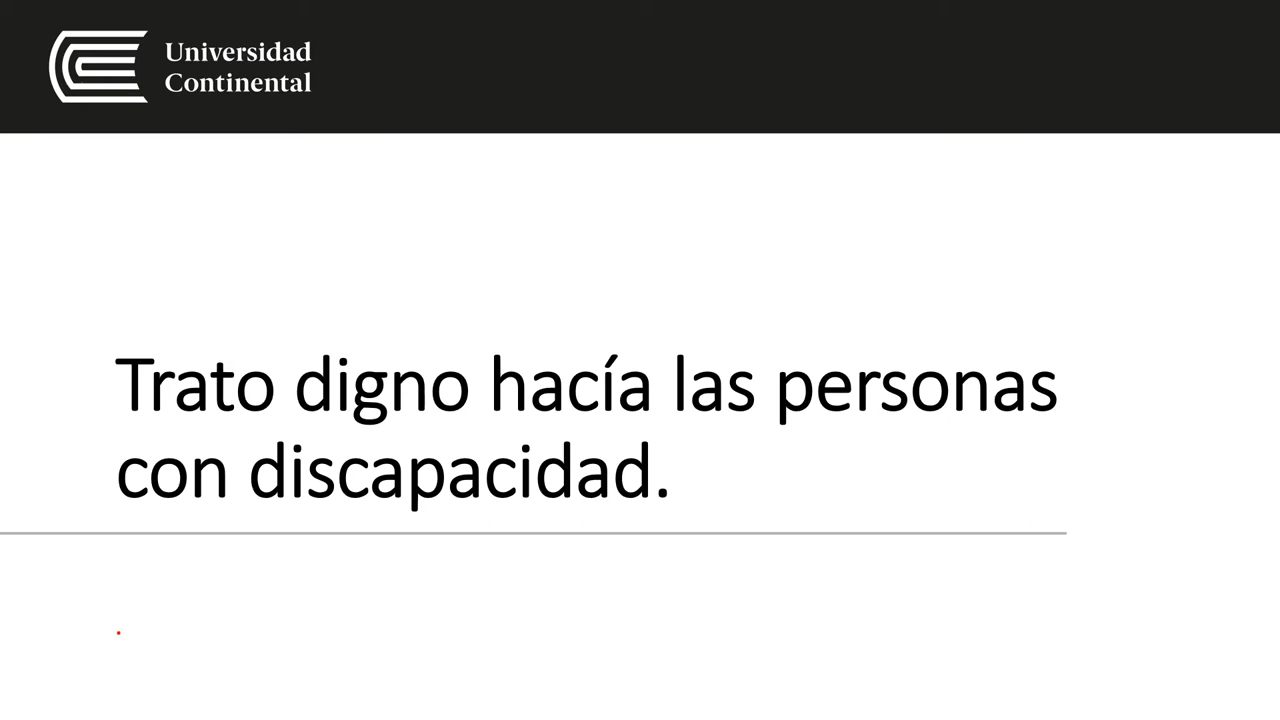 Universidad
Continental
Trato digno hacía las personas
con discapacidad.
.